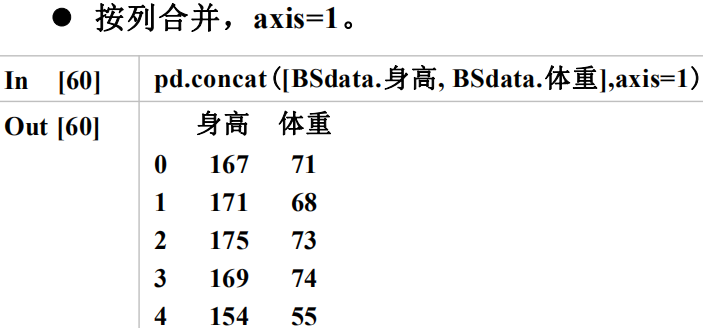 ● 按列合并，axis=1。
In [60] pd.concat([BSdata.身高, BSdata.体重],axis=1)
Out [60] 身高 体重
0 167 71
1 171 68
2 175 73
3 169 74
4 154 55